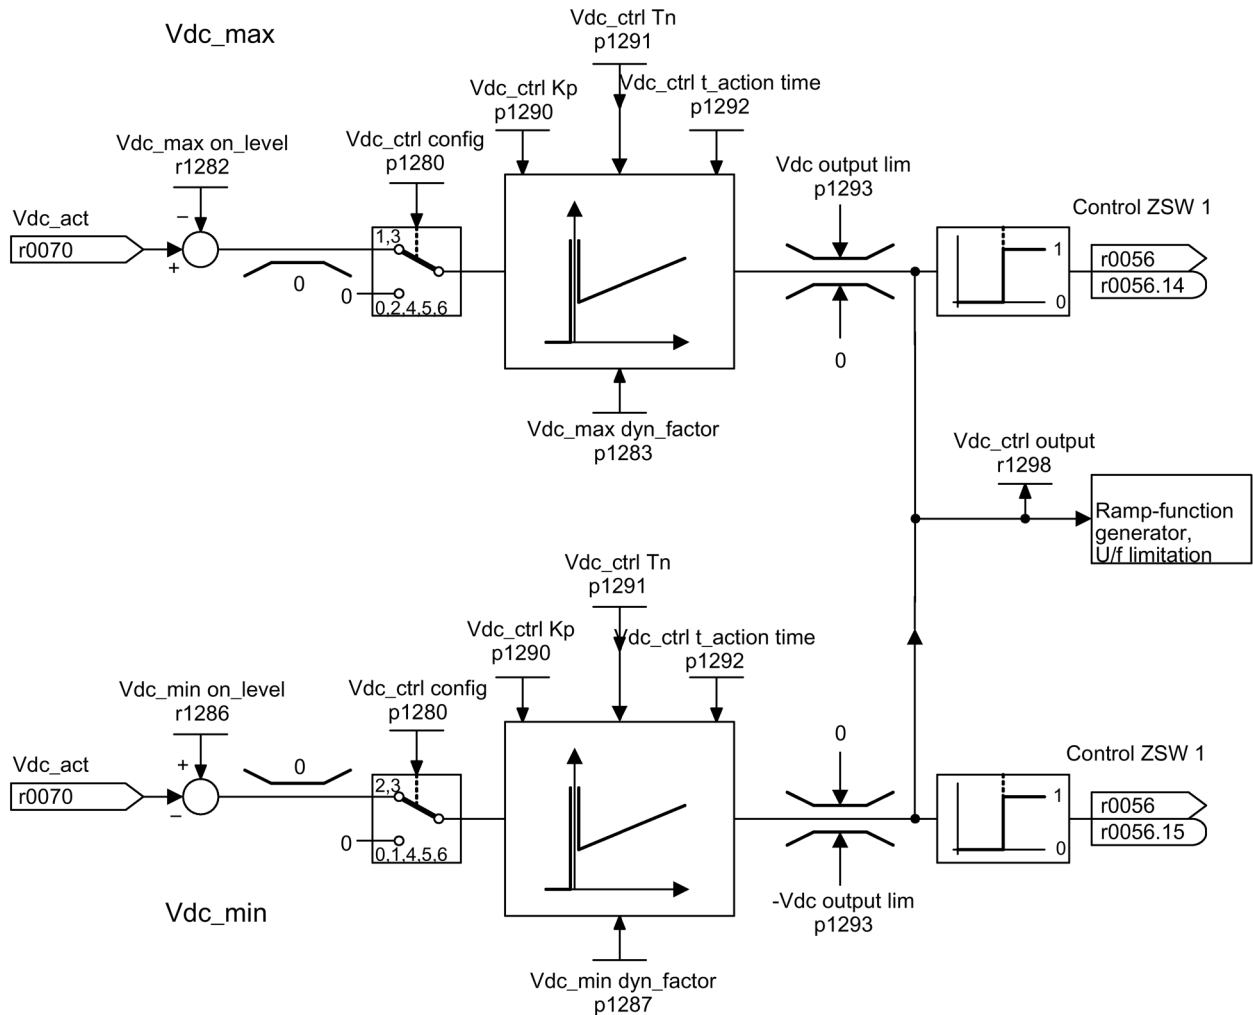 Vdc_max
Vdc_ctrl Tn
p1291
Vdc_ctrl Kp
p1290
Vdc_ctrl t_action time
p1292
Vdc_max on_level
r1282
Vdc_ctrl config
p1280
Vdc output lim
p1293
Control ZSW 1
Vdc_act
r0070
−
+
0
1,3
0
0,2,4,5,6
0
1
0
r0056
r0056.14
Vdc_max dyn_factor
p1283
Vdc_ctrl output
r1298
Ramp-function
generator,
U/f limitation
Vdc_ctrl Tn
p1291
Vdc_ctrl Kp
p1290
Vdc_ctrl t_action time
p1292
Vdc_min on_level
r1286
Vdc_ctrl config
p1280
0
Control ZSW 1
Vdc_act
r0070
+
−
0
2,3
0
0,1,4,5,6
1
0
r0056
r0056.15
-Vdc output lim
p1293
Vdc_min
Vdc_min dyn_factor
p1287